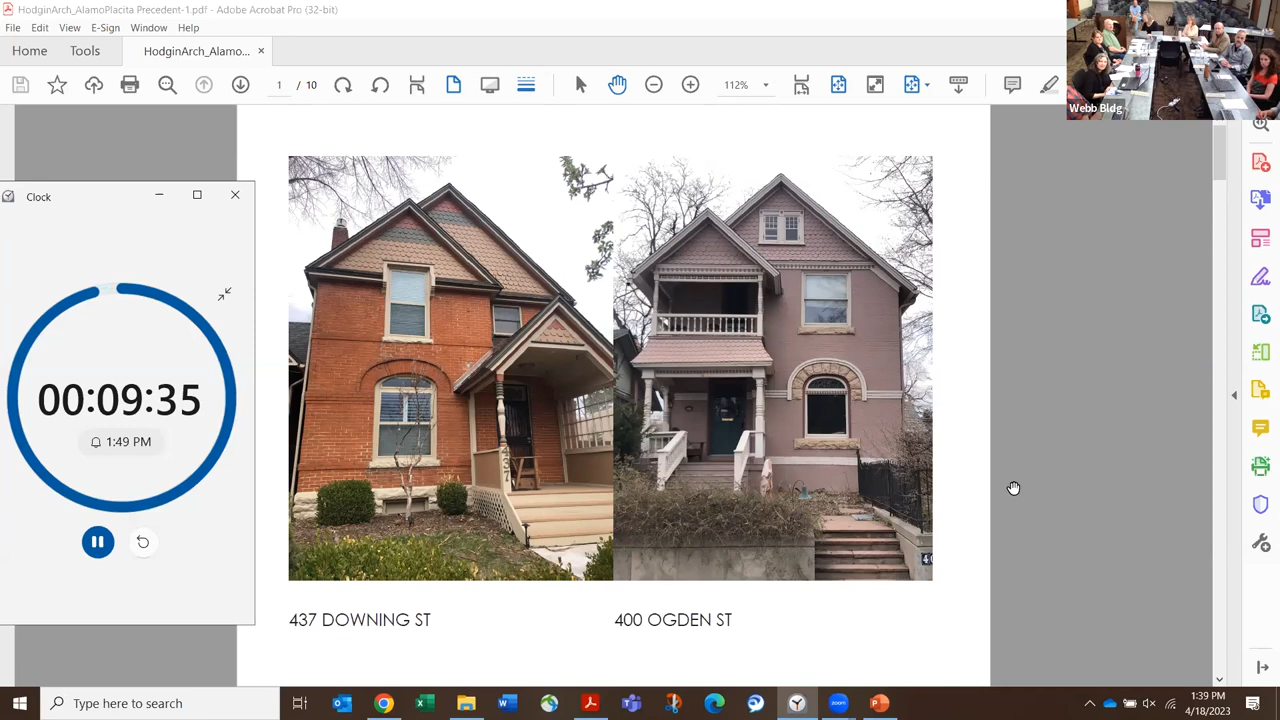 HodginArch_AlamoPlacita Precedent-1.pdf - Adobe Acrobat Pro (32-bit)
File Edit View E-Sign Window Help
Home Tools HodginArch_Alamo... ×
1 / 10 112%
Webb Bldg
Clock
00:09:35
1:49 PM
437
40
437 DOWNING ST 400 OGDEN ST
Type here to search
1:39 PM
4/18/2023